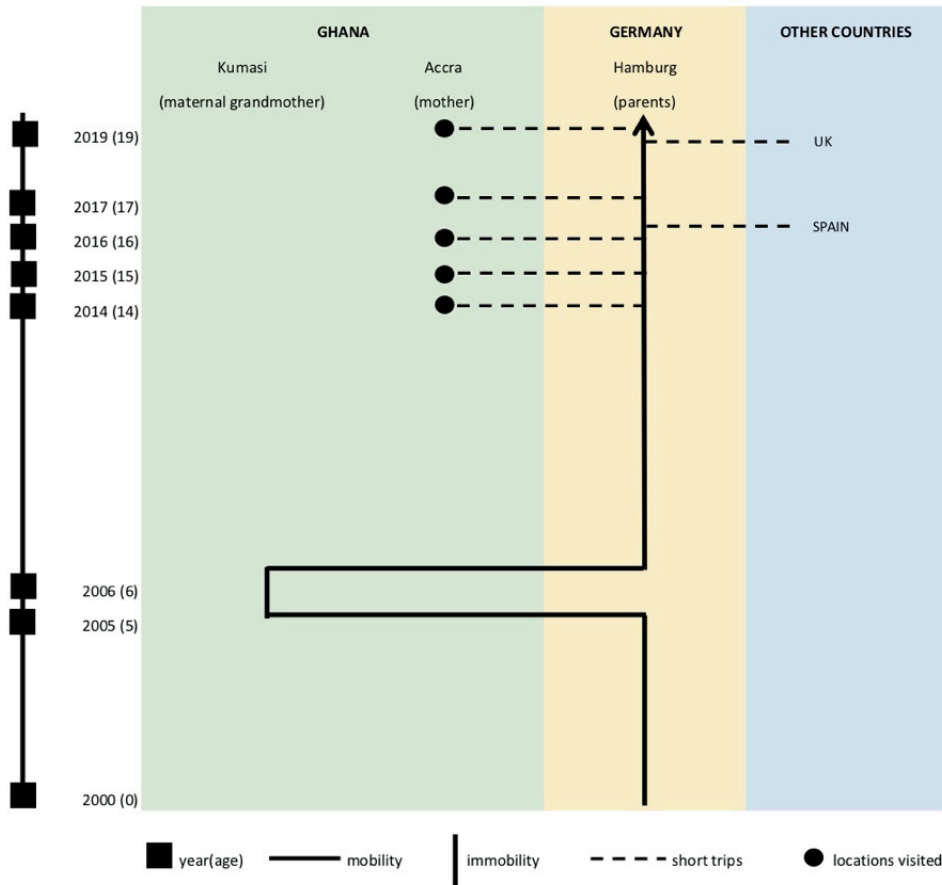 GHANA
GERMANY
OTHER COUNTRIES
Kumasi
Accra
Hamburg
(maternal grandmother)
(mother)
(parents)
2019 (19)
UK
2017 (17)
SPAIN
2016 (16)
2015 (15)
2014 (14)
2006 (6)
2005 (5)
2000 (0)
year(age)
mobility
immobility
short trips
locations visited